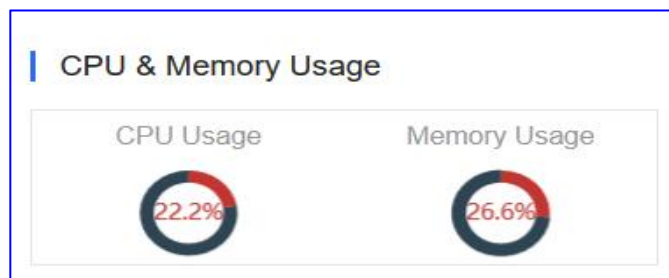 CPU & Memory Usage
CPU Usage
Memory Usage
22.2%
26.6%